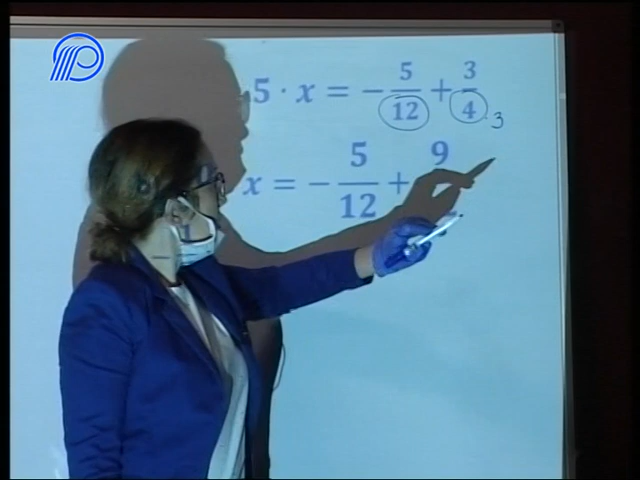 5 · x = − 5/12 + 3/4 · 3
x = − 5/12 + 9